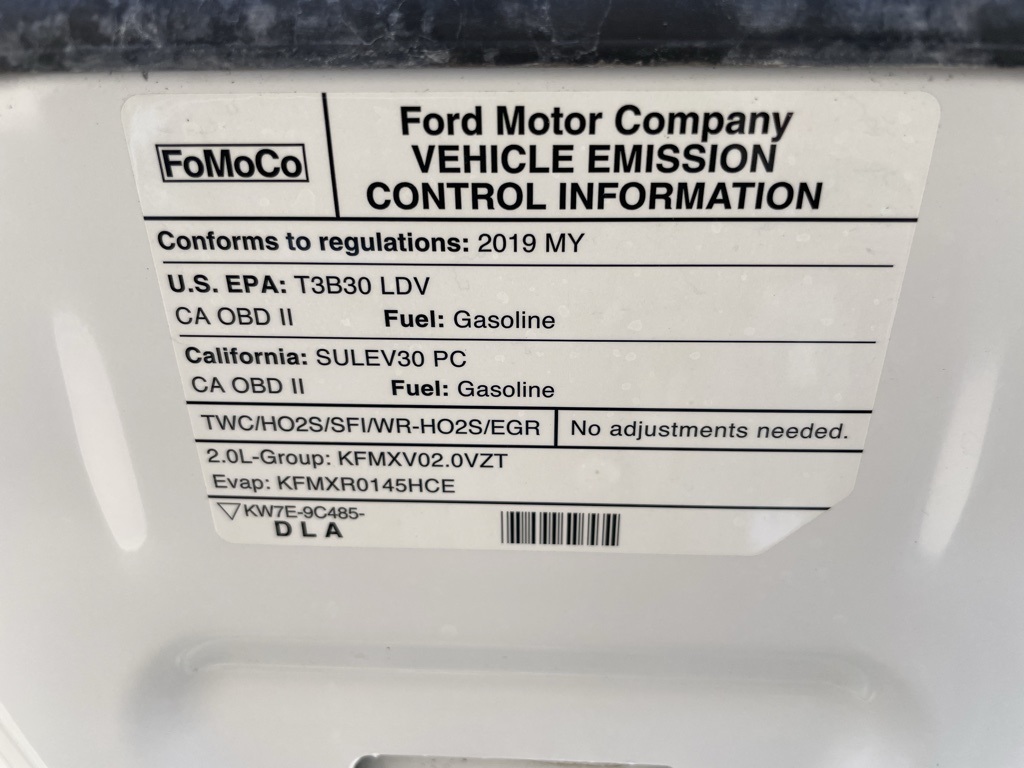 FoMoCo
Ford Motor Company
VEHICLE EMISSION
CONTROL INFORMATION
Conforms to regulations: 2019 MY
U.S. EPA: T3B30 LDV
CA OBD II Fuel: Gasoline
California: SULEV30 PC
CA OBD II Fuel: Gasoline
TWC/HO2S/SFI/WR-HO2S/EGR
No adjustments needed.
2.0L-Group: KFMXV02.0VZT
Evap: KFMXR0145HCE
KW7E-9C485-
DLA